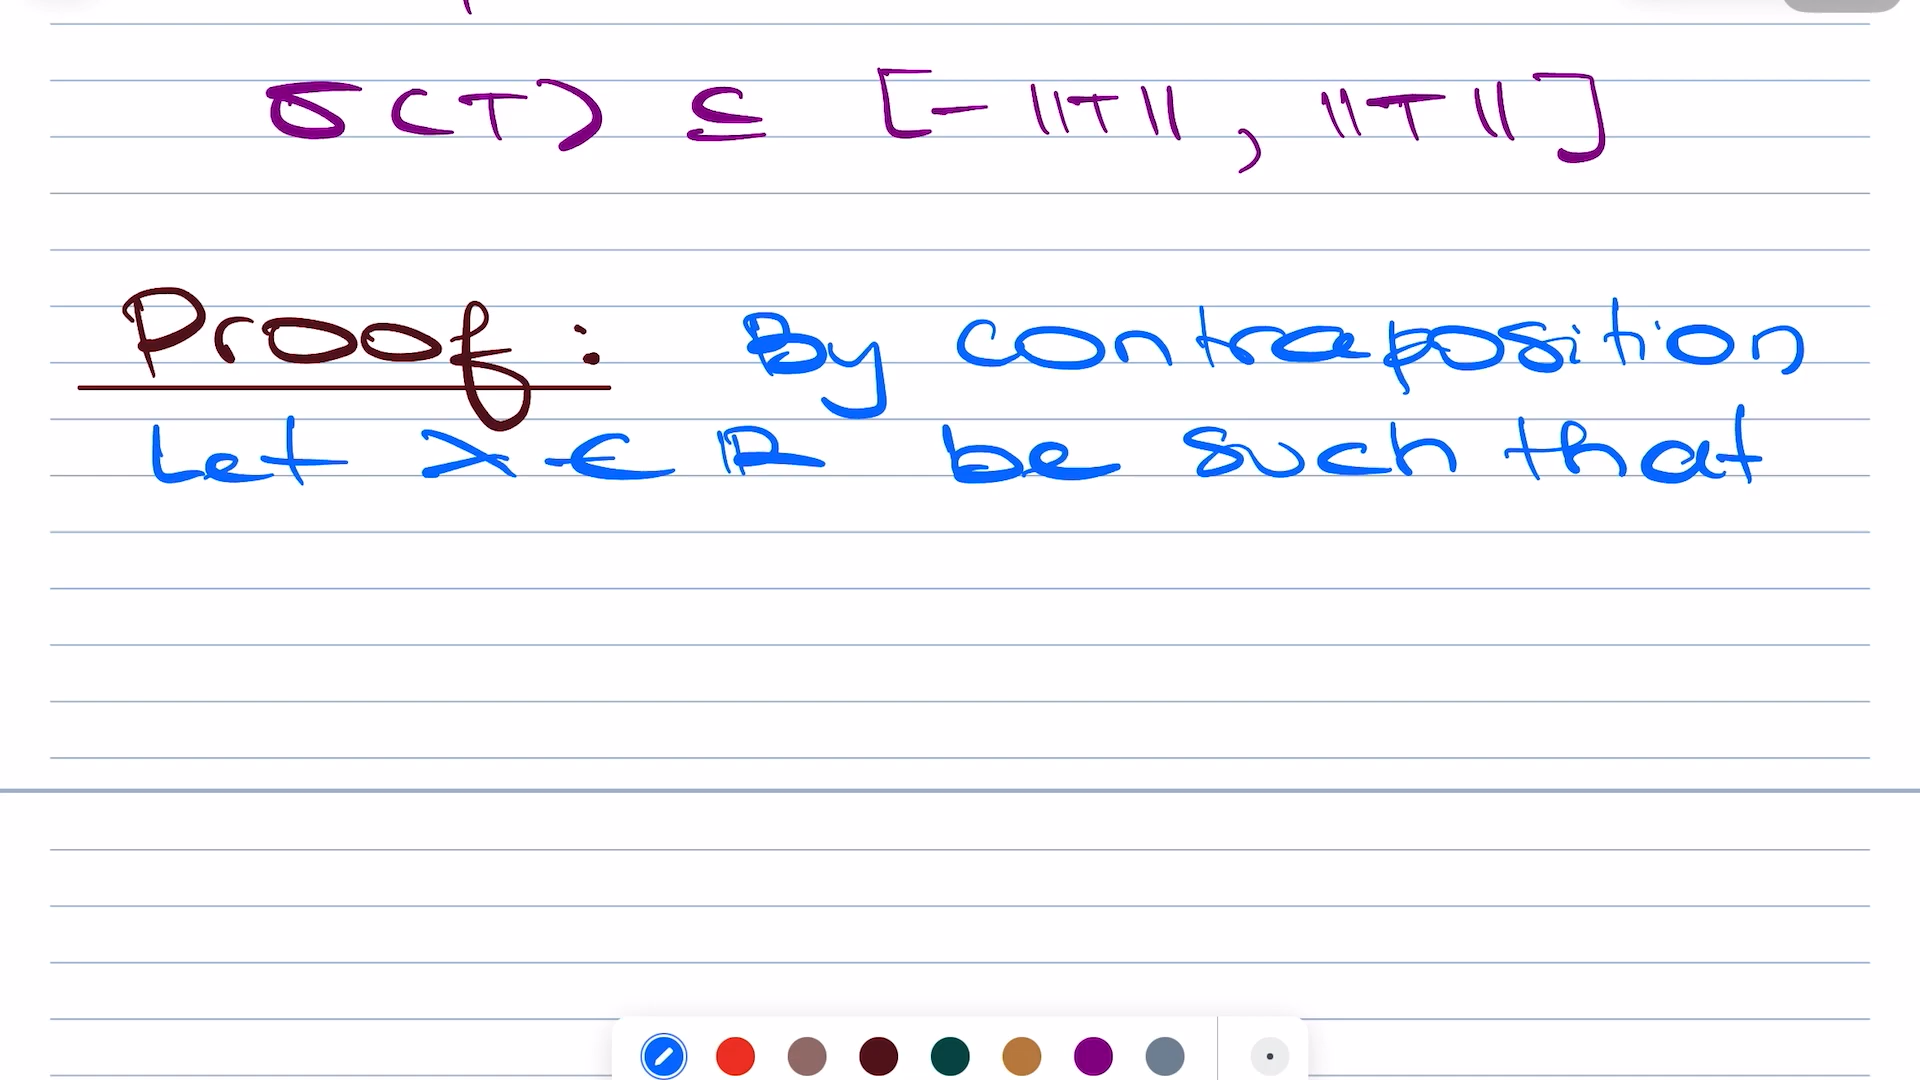 σ(T) ⊆ [-||T||, ||T||]
Proof: By contraposition
Let λ ∈ ℝ be such that